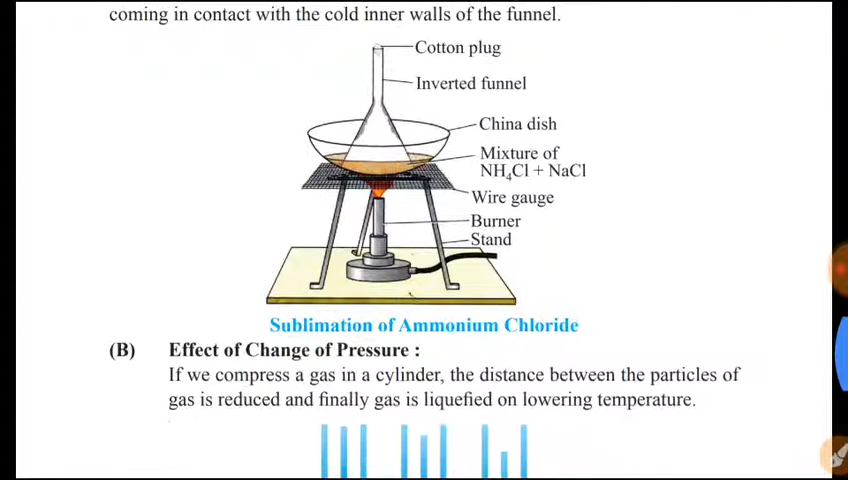 coming in contact with the cold inner walls of the funnel.
Cotton plug
Inverted funnel
China dish
Mixture of
NH₄Cl + NaCl
Wire gauge
Burner
Stand
Sublimation of Ammonium Chloride
(B) Effect of Change of Pressure :
If we compress a gas in a cylinder, the distance between the particles of
gas is reduced and finally gas is liquefied on lowering temperature.